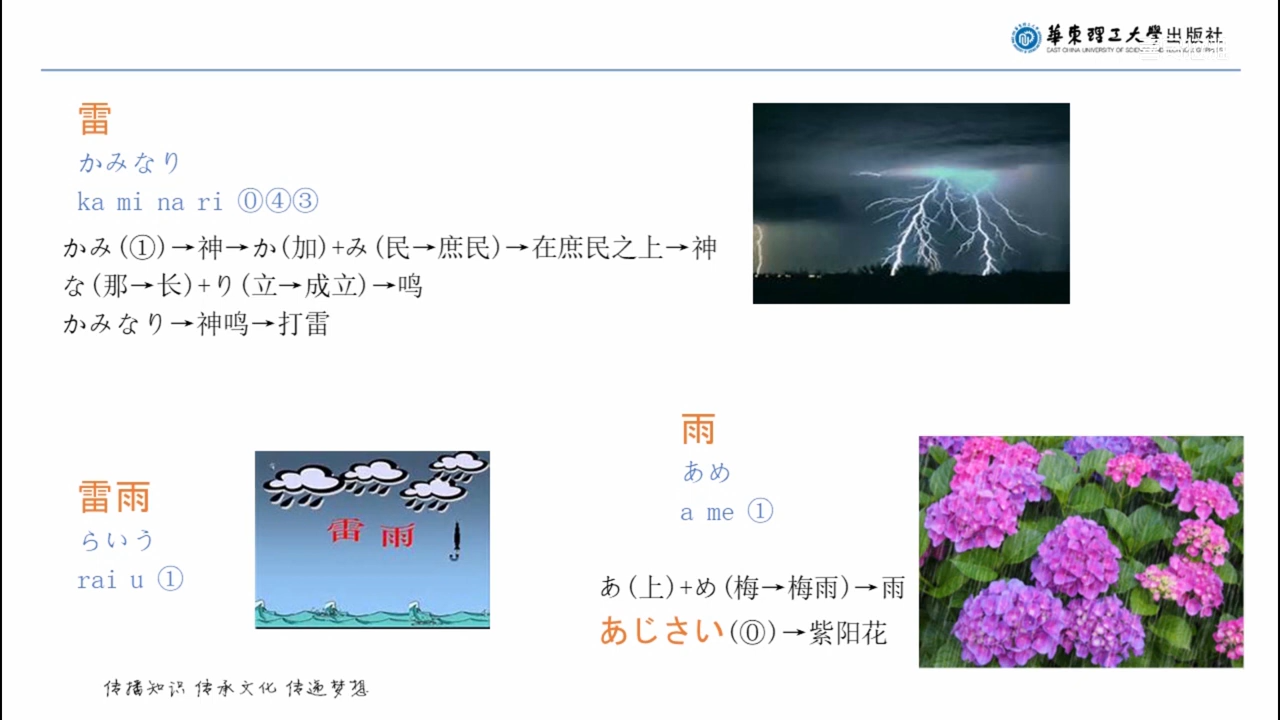 華東理工大學出版社
雷
かみなり
ka mi na ri ⓪④③
かみ(①)→神→か(加)+み(民→庶民)→在庶民之上→神
な(那→长)+り(立→成立)→鸣
かみなり→神鸣→打雷
雷雨
らいう
rai u ①
雷雨
雨
あめ
a me ①
あ(上)+め(梅→梅雨)→雨
あじさい(⓪)→紫阳花
传播知识 传承文化 传递梦想